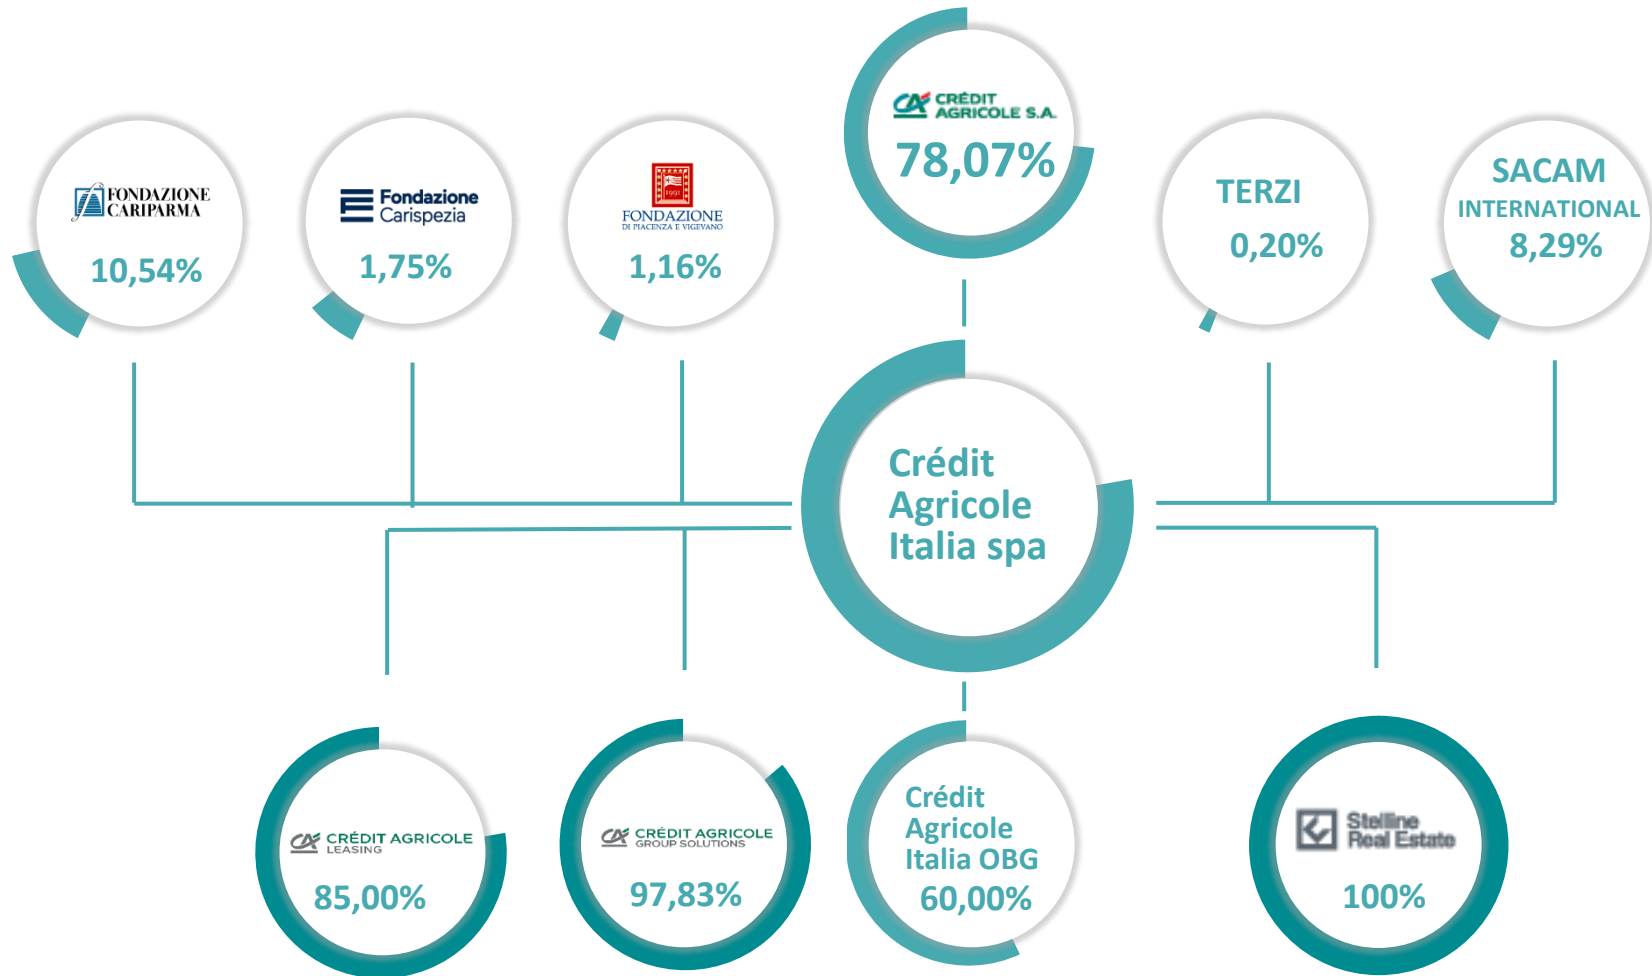 CRÉDIT
AGRICOLE S.A.
78,07%
FONDAZIONE
CARIPARMA
10,54%
Fondazione
Carispezia
1,75%
1991
FONDAZIONE
DI PIACENZA E VIGEVANO
1,16%
TERZI
0,20%
SACAM
INTERNATIONAL
8,29%
Crédit
Agricole
Italia spa
CRÉDIT AGRICOLE
LEASING
85,00%
CRÉDIT AGRICOLE
GROUP SOLUTIONS
97,83%
Crédit
Agricole
Italia OBG
60,00%
Stelline
Real Estate
100%